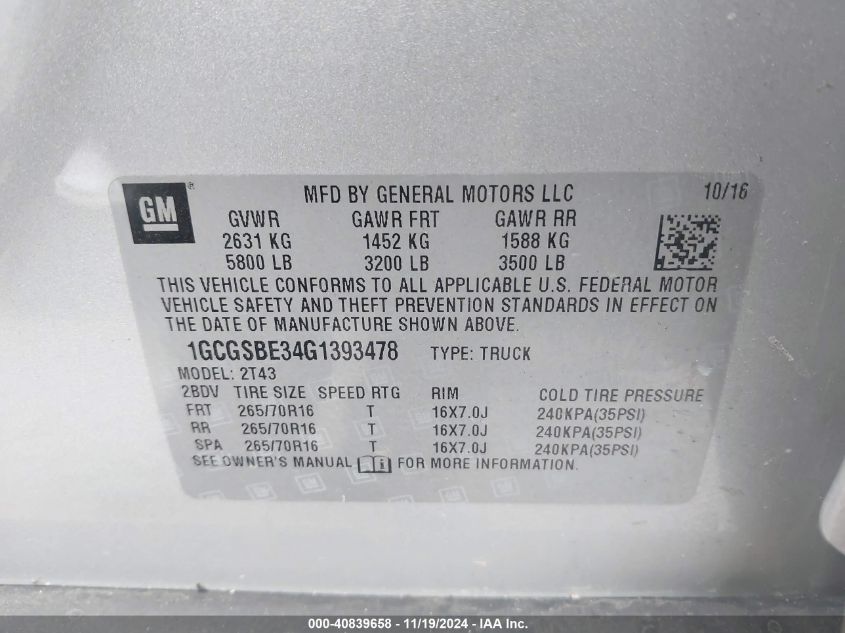 GM®
MFD BY GENERAL MOTORS LLC 10/16
GVWR GAWR FRT GAWR RR
2631 KG 1452 KG 1588 KG
5800 LB 3200 LB 3500 LB
THIS VEHICLE CONFORMS TO ALL APPLICABLE U.S. FEDERAL MOTOR
VEHICLE SAFETY AND THEFT PREVENTION STANDARDS IN EFFECT ON
THE DATE OF MANUFACTURE SHOWN ABOVE.
1GCGSBE34G1393478 TYPE: TRUCK
MODEL: 2T43
2BDV TIRE SIZE SPEED RTG RIM COLD TIRE PRESSURE
FRT 265/70R16 T 16X7.0J 240KPA(35PSI)
RR 265/70R16 T 16X7.0J 240KPA(35PSI)
SPA 265/70R16 T 16X7.0J 240KPA(35PSI)
SEE OWNER'S MANUAL i FOR MORE INFORMATION.
000-40839658 - 11/19/2024 - Copyright © IAA, Inc.